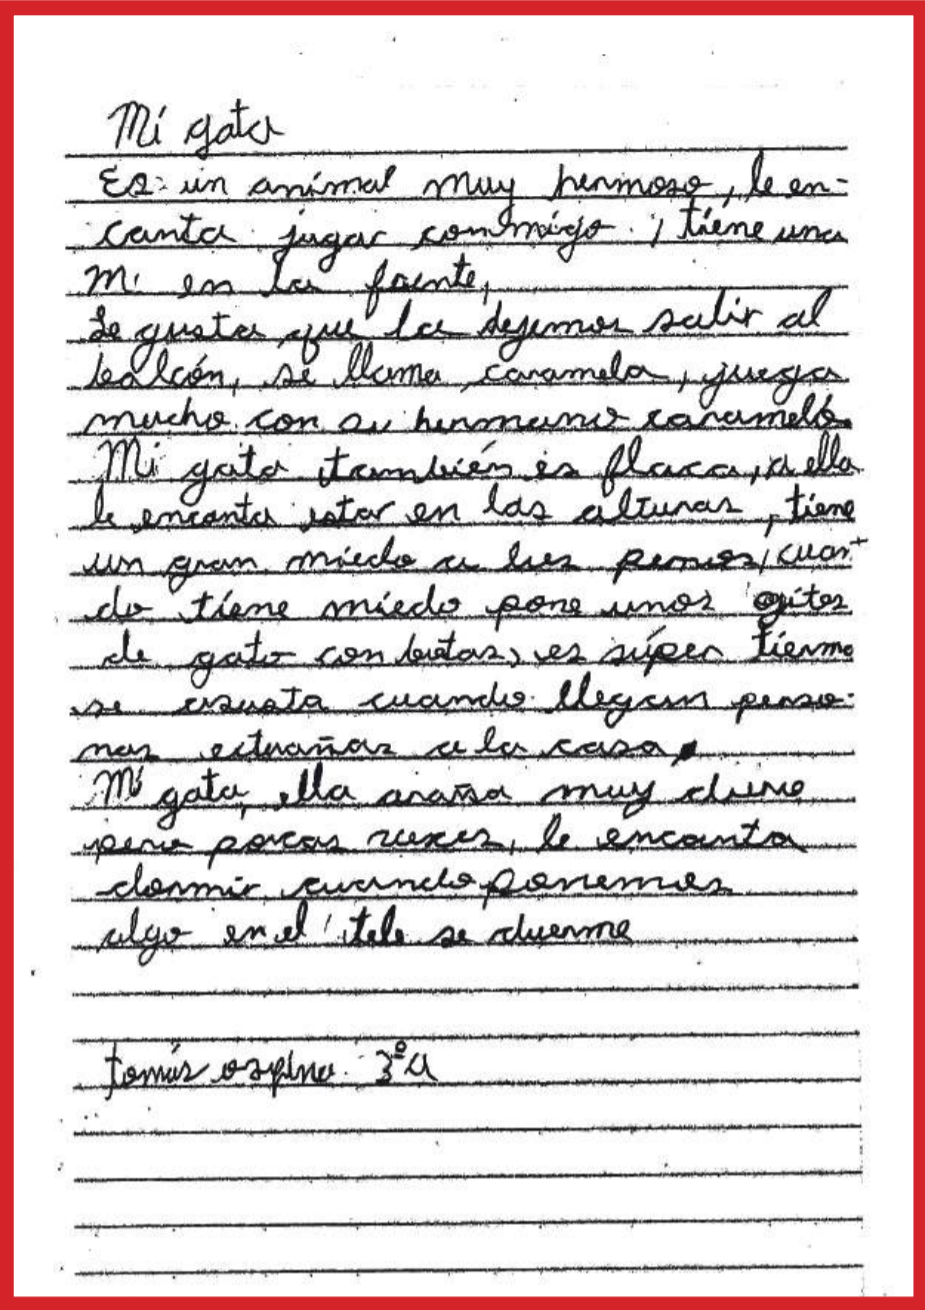 Mi gata
Es un animal muy hermoso, le en-
canta jugar conmigo, tiene una
M en la frente,
Le gusta que la dejemos salir al
balcón, se llama caramela, juega
mucho con su hermano caramelo.
Mi gata también es flaca, a ella
le encanta estar en las alturas, tiene
un gran miedo a los perros, cuan-
do tiene miedo pone unos ojitos
de gato con botas, es súper tierna
se asusta cuando llegan perso-
nas extrañas a la casa.
Mi gata, ella araña muy duro
pero pocas veces, le encanta
dormir, cuando ponemos
algo en el tele se duerme
tomás ospina 3°a